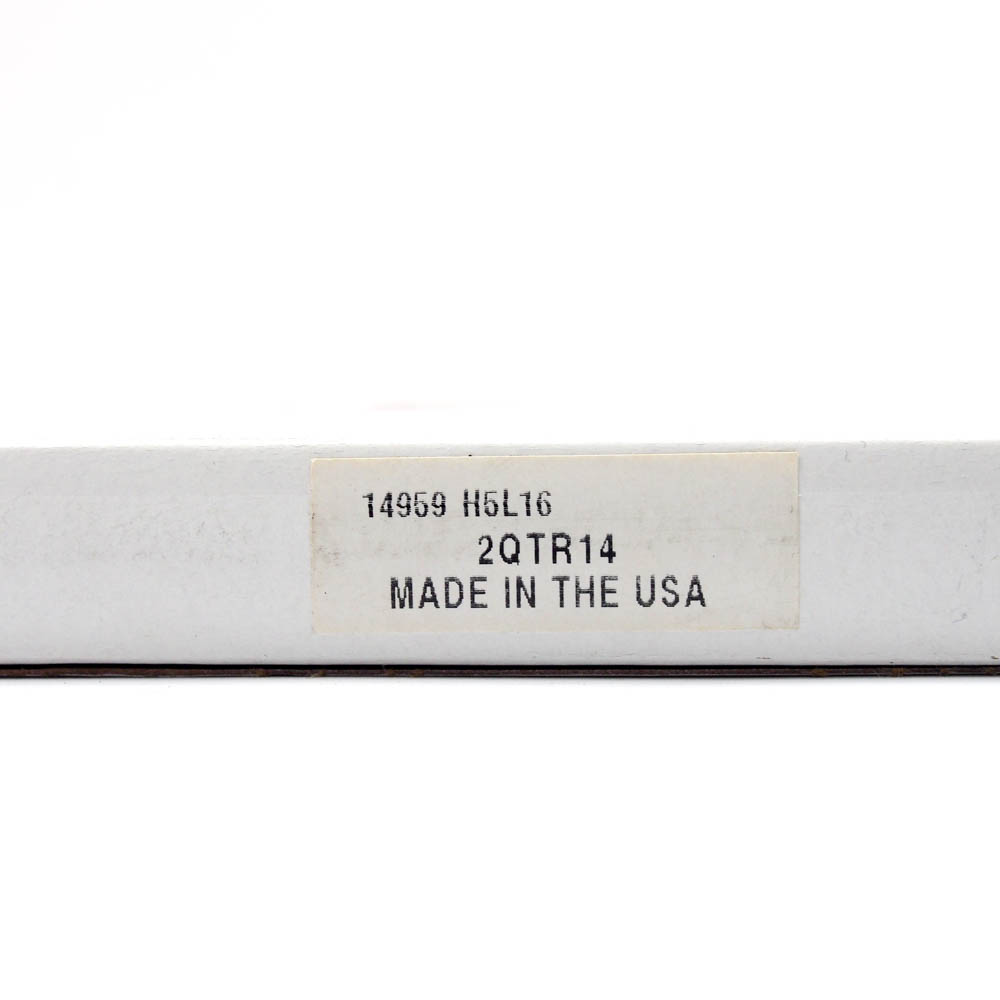 14959 H5L16
2QTR14
MADE IN THE USA